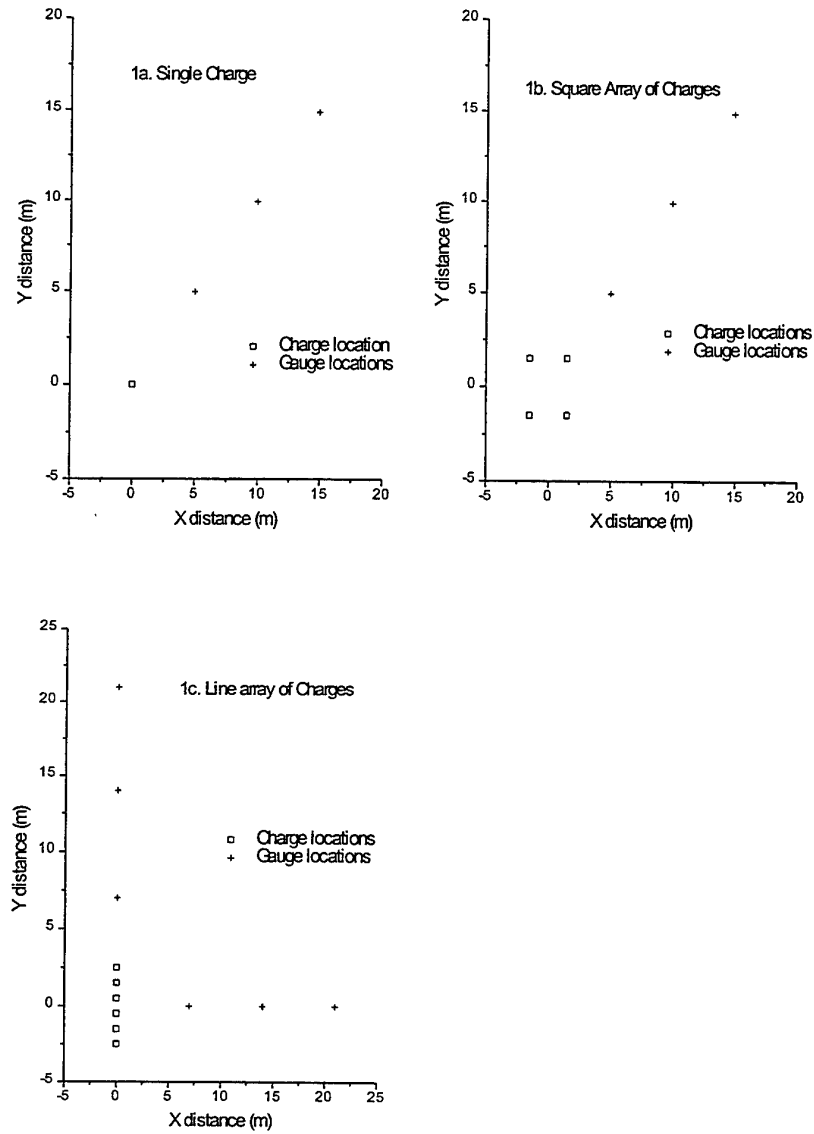 20
1a. Single Charge
15
10
Y distance (m)
5
Charge location
Gauge locations
0
-5
-5 0 5 10 15 20
X distance (m)
20
1b. Square Array of Charges
15
10
Y distance (m)
5
Charge locations
Gauge locations
0
-5
-5 0 5 10 15 20
X distance (m)
25
20
1c. Line array of Charges
15
Charge locations
Gauge locations
10
Y distance (m)
5
0
-5
-5 0 5 10 15 20 25
X distance (m)